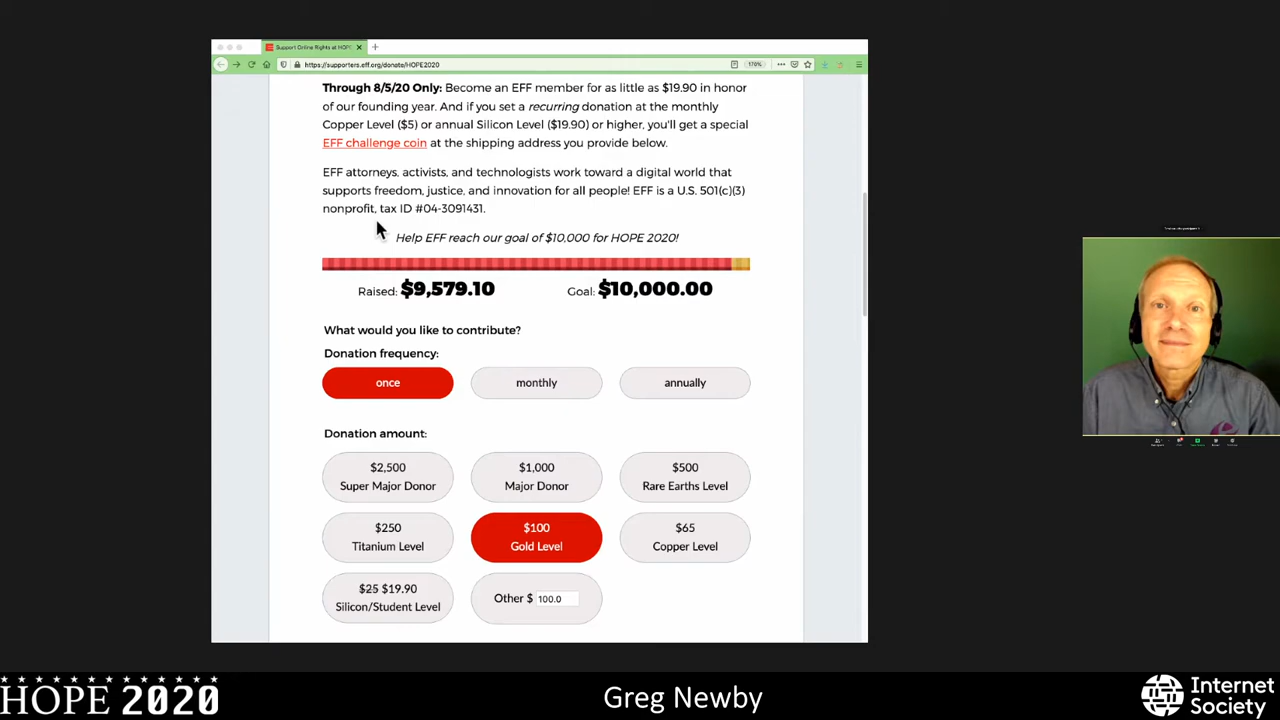 Support Online Rights at HOPE
https://supporters.eff.org/donate/HOPE2020
170%
Through 8/5/20 Only: Become an EFF member for as little as $19.90 in honor
of our founding year. And if you set a recurring donation at the monthly
Copper Level ($5) or annual Silicon Level ($19.90) or higher, you'll get a special
EFF challenge coin at the shipping address you provide below.
EFF attorneys, activists, and technologists work toward a digital world that
supports freedom, justice, and innovation for all people! EFF is a U.S. 501(c)(3)
nonprofit, tax ID #04-3091431.
Help EFF reach our goal of $10,000 for HOPE 2020!
Raised: $9,579.10 Goal: $10,000.00
What would you like to contribute?
Donation frequency:
once monthly annually
Donation amount:
$2,500 $1,000 $500
Super Major Donor Major Donor Rare Earths Level
$250 $100 $65
Titanium Level Gold Level Copper Level
$25 $19.90
Silicon/Student Level
Other $ 100.0
HOPE 2020
Greg Newby
Internet
Society